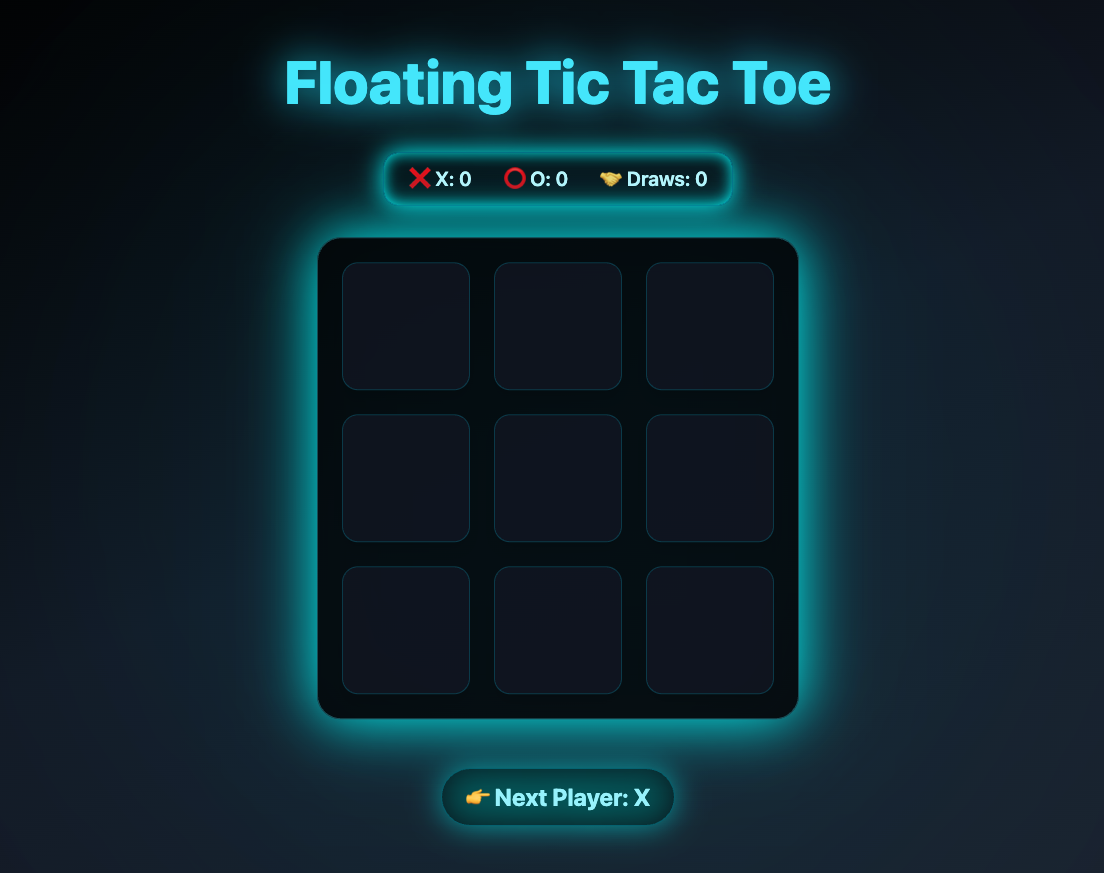 Floating Tic Tac Toe
❌ X: 0 ⭕ O: 0 🤝 Draws: 0
👉 Next Player: X